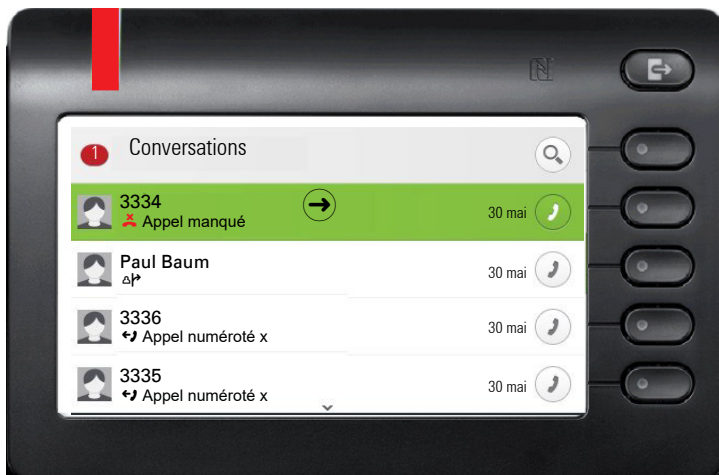 1 Conversations
3334
Appel manqué
30 mai
Paul Baum
30 mai
3336
Appel numéroté x
30 mai
3335
Appel numéroté x
30 mai